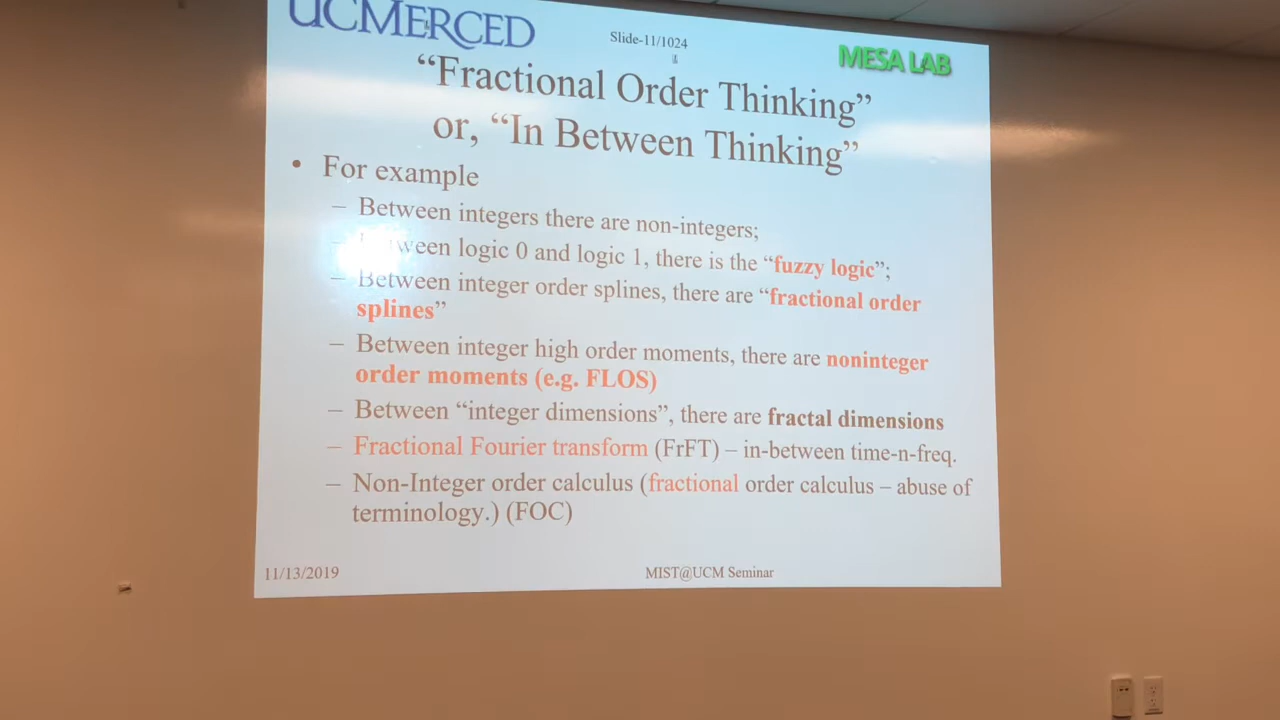 UCMERCED
Slide-11/1024
MESA LAB
“Fractional Order Thinking”
or, “In Between Thinking”
• For example
– Between integers there are non-integers;
– Between logic 0 and logic 1, there is the “fuzzy logic”;
– Between integer order splines, there are “fractional order
splines”
– Between integer high order moments, there are noninteger
order moments (e.g. FLOS)
– Between “integer dimensions”, there are fractal dimensions
– Fractional Fourier transform (FrFT) – in-between time-n-freq.
– Non-Integer order calculus (fractional order calculus – abuse of
terminology.) (FOC)
11/13/2019
MIST@UCM Seminar